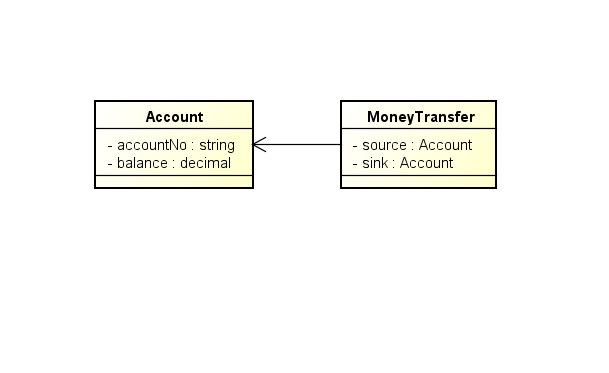 Account
- accountNo : string
- balance : decimal
MoneyTransfer
- source : Account
- sink : Account